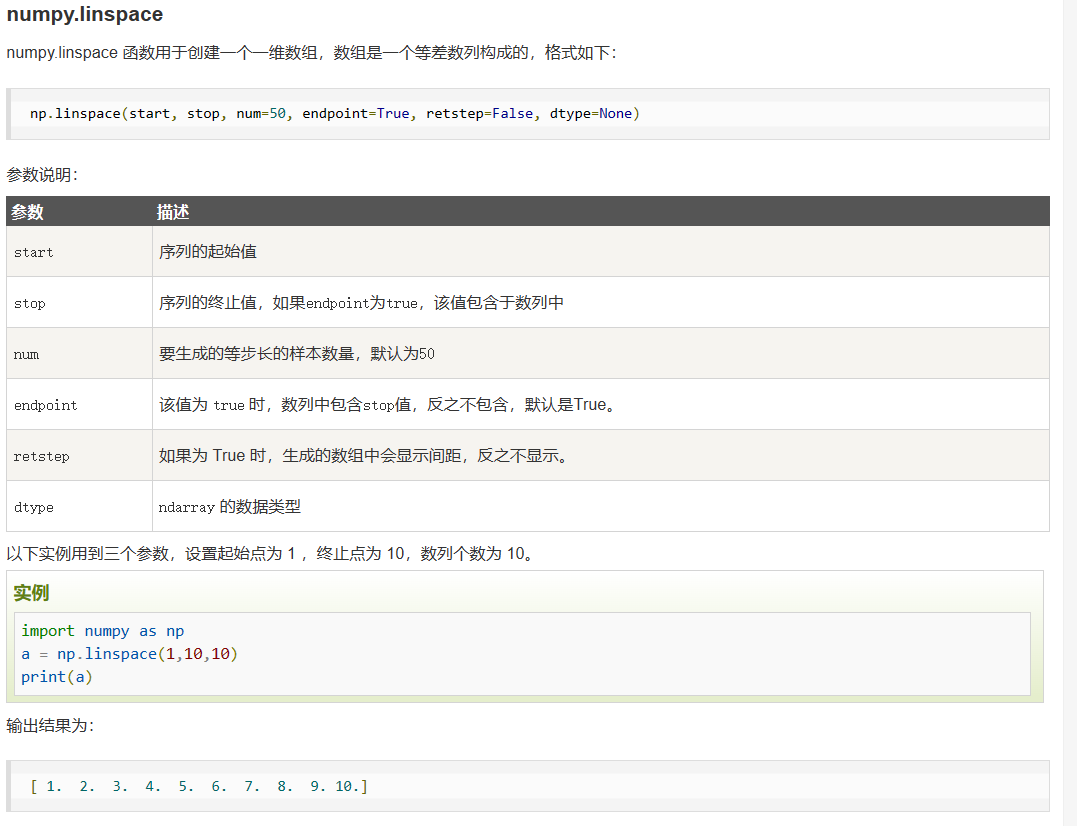 numpy.linspace
numpy.linspace 函数用于创建一个一维数组，数组是一个等差数列构成的，格式如下：
np.linspace(start, stop, num=50, endpoint=True, retstep=False, dtype=None)
参数说明：
参数 描述
start 序列的起始值
stop 序列的终止值，如果endpoint为true，该值包含于数列中
num 要生成的等步长的样本数量，默认为50
endpoint 该值为 true 时，数列中包含stop值，反之不包含，默认是True。
retstep 如果为 True 时，生成的数组中会显示间距，反之不显示。
dtype ndarray 的数据类型
以下实例用到三个参数，设置起始点为 1 ，终止点为 10，数列个数为 10。
实例
import numpy as np
a = np.linspace(1,10,10)
print(a)
输出结果为：
[ 1.  2.  3.  4.  5.  6.  7.  8.  9. 10.]